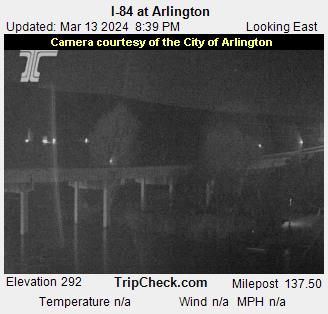 I-84 at Arlington
Updated: Mar 13 2024 8:39 PM Looking East
Camera courtesy of the City of Arlington
Elevation 292 TripCheck.com Milepost 137.50
Temperature n/a Wind n/a MPH n/a